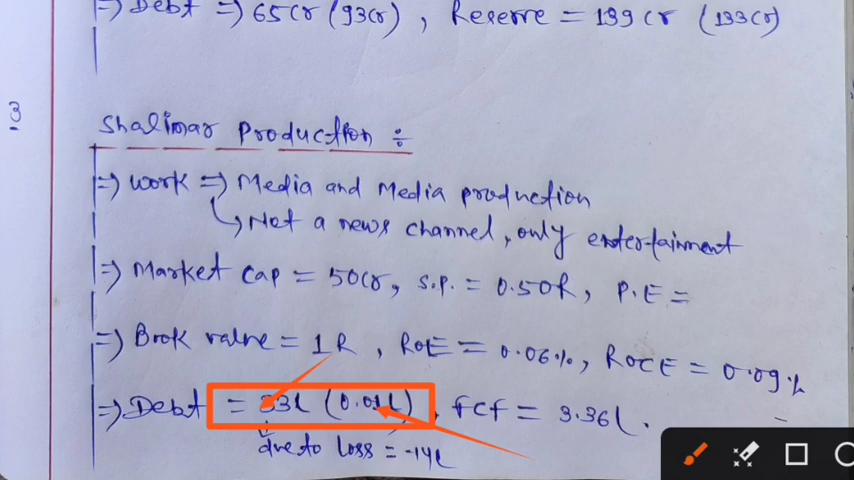 => Debt => 65Cr (93Cr), Reserve = 139 Cr (133Cr)
3
Shalimar Production ÷
=> Work => Media and Media production
↳ Not a news channel, only entertainment
=> Market cap = 50Cr, S.P. = 0.50R, P.E =
=> Book value = 1R, ROE = 0.06%, ROCE = 0.09%
=> Debt = 33L (0.01L), fcf = 3.36L.
due to loss = -14L